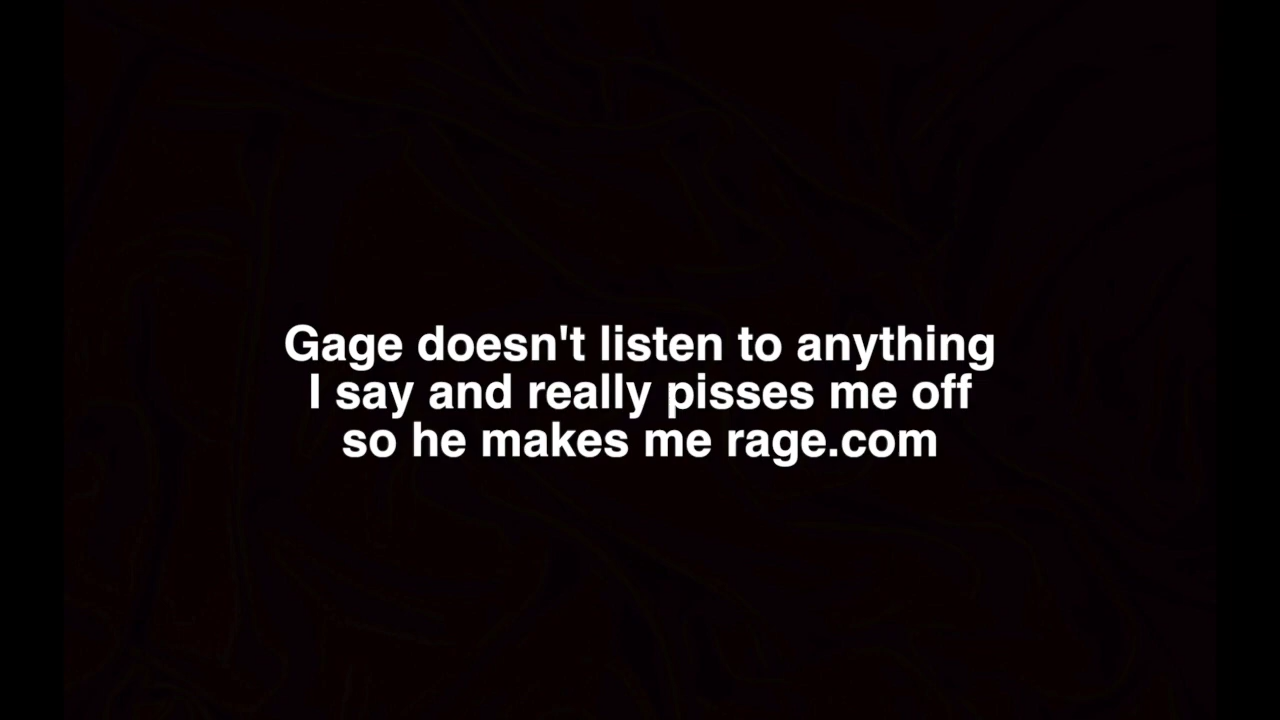 Gage doesn't listen to anything
I say and really pisses me off
so he makes me rage.com